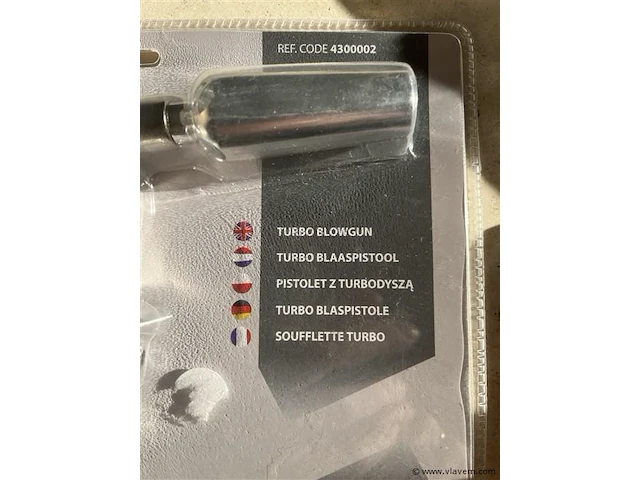 REF. CODE 4300002
TURBO BLOWGUN
TURBO BLAASPISTOOL
PISTOLET Z TURBODYSZĄ
TURBO BLASPISTOLE
SOUFFLETTE TURBO
© www.vlavem.com